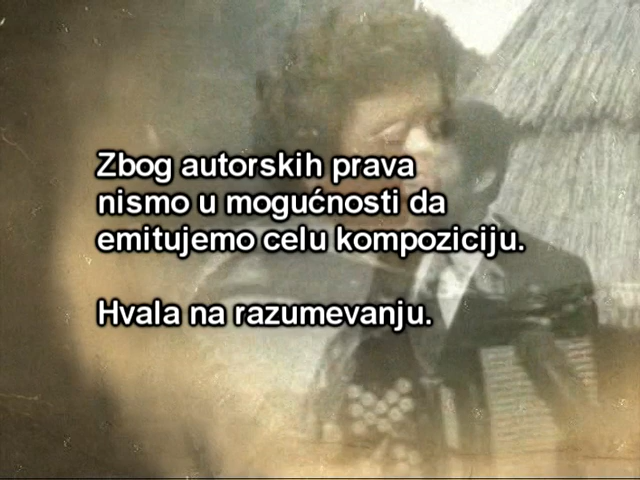 Zbog autorskih prava
nismo u mogućnosti da
emitujemo celu kompoziciju.
Hvala na razumevanju.